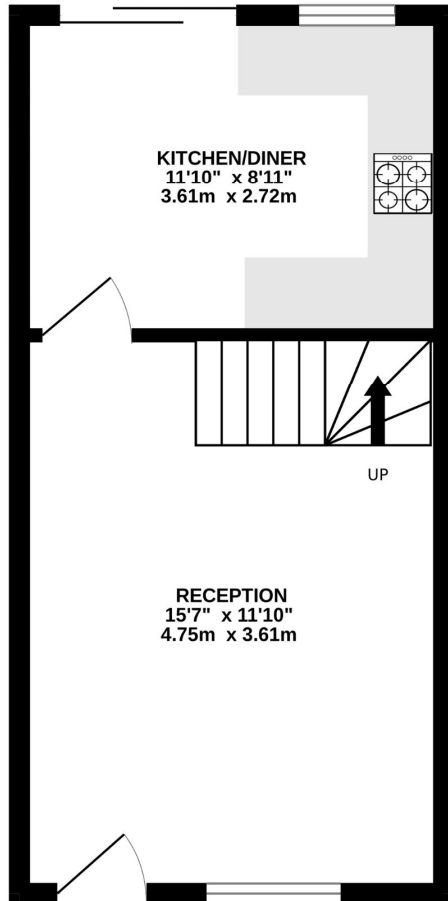 KITCHEN/DINER
11'10" x 8'11"
3.61m x 2.72m
UP
RECEPTION
15'7" x 11'10"
4.75m x 3.61m